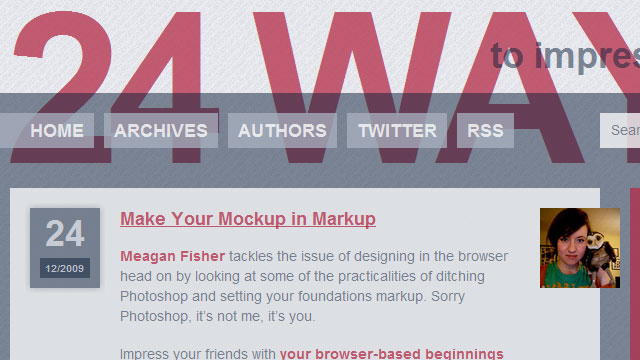 24 WAY
to impres
HOME ARCHIVES AUTHORS TWITTER RSS Sear
24
12/2009
Make Your Mockup in Markup
Meagan Fisher tackles the issue of designing in the browser
head on by looking at some of the practicalities of ditching
Photoshop and setting your foundations markup. Sorry
Photoshop, it’s not me, it’s you.
Impress your friends with your browser-based beginnings